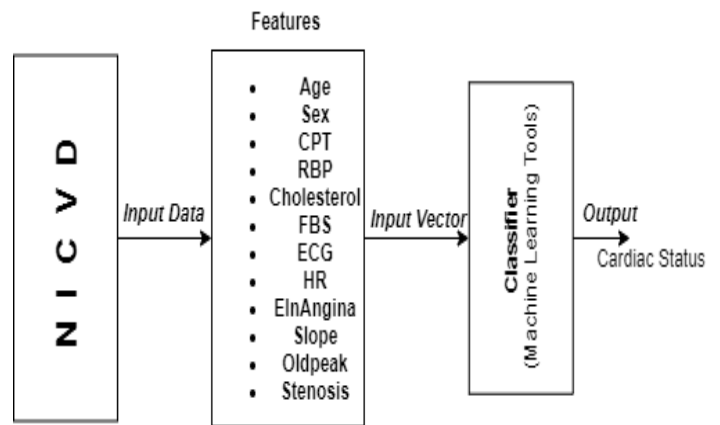 Features
N I C V D
Input Data
• Age
• Sex
• CPT
• RBP
• Cholesterol
• FBS
• ECG
• HR
• EInAngina
• Slope
• Oldpeak
• Stenosis
Input Vector
Classifier
(Machine Learning Tools)
Output
Cardiac Status